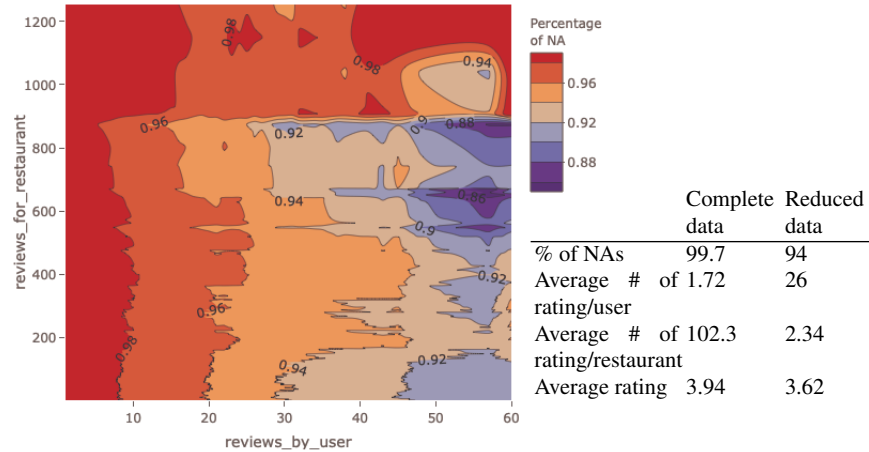 1200
1000
800
600
400
200
reviews_for_restaurant
10
20
30
40
50
60
reviews_by_user
0.98
0.98
0.94
0.96
0.92
0.9
0.88
0.94
0.86
0.9
0.92
0.96
0.98
0.94
0.92
Percentage
of NA
0.96
0.92
0.88
Complete Reduced
data data
% of NAs 99.7 94
Average # of 1.72 26
rating/user
Average # of 102.3 2.34
rating/restaurant
Average rating 3.94 3.62